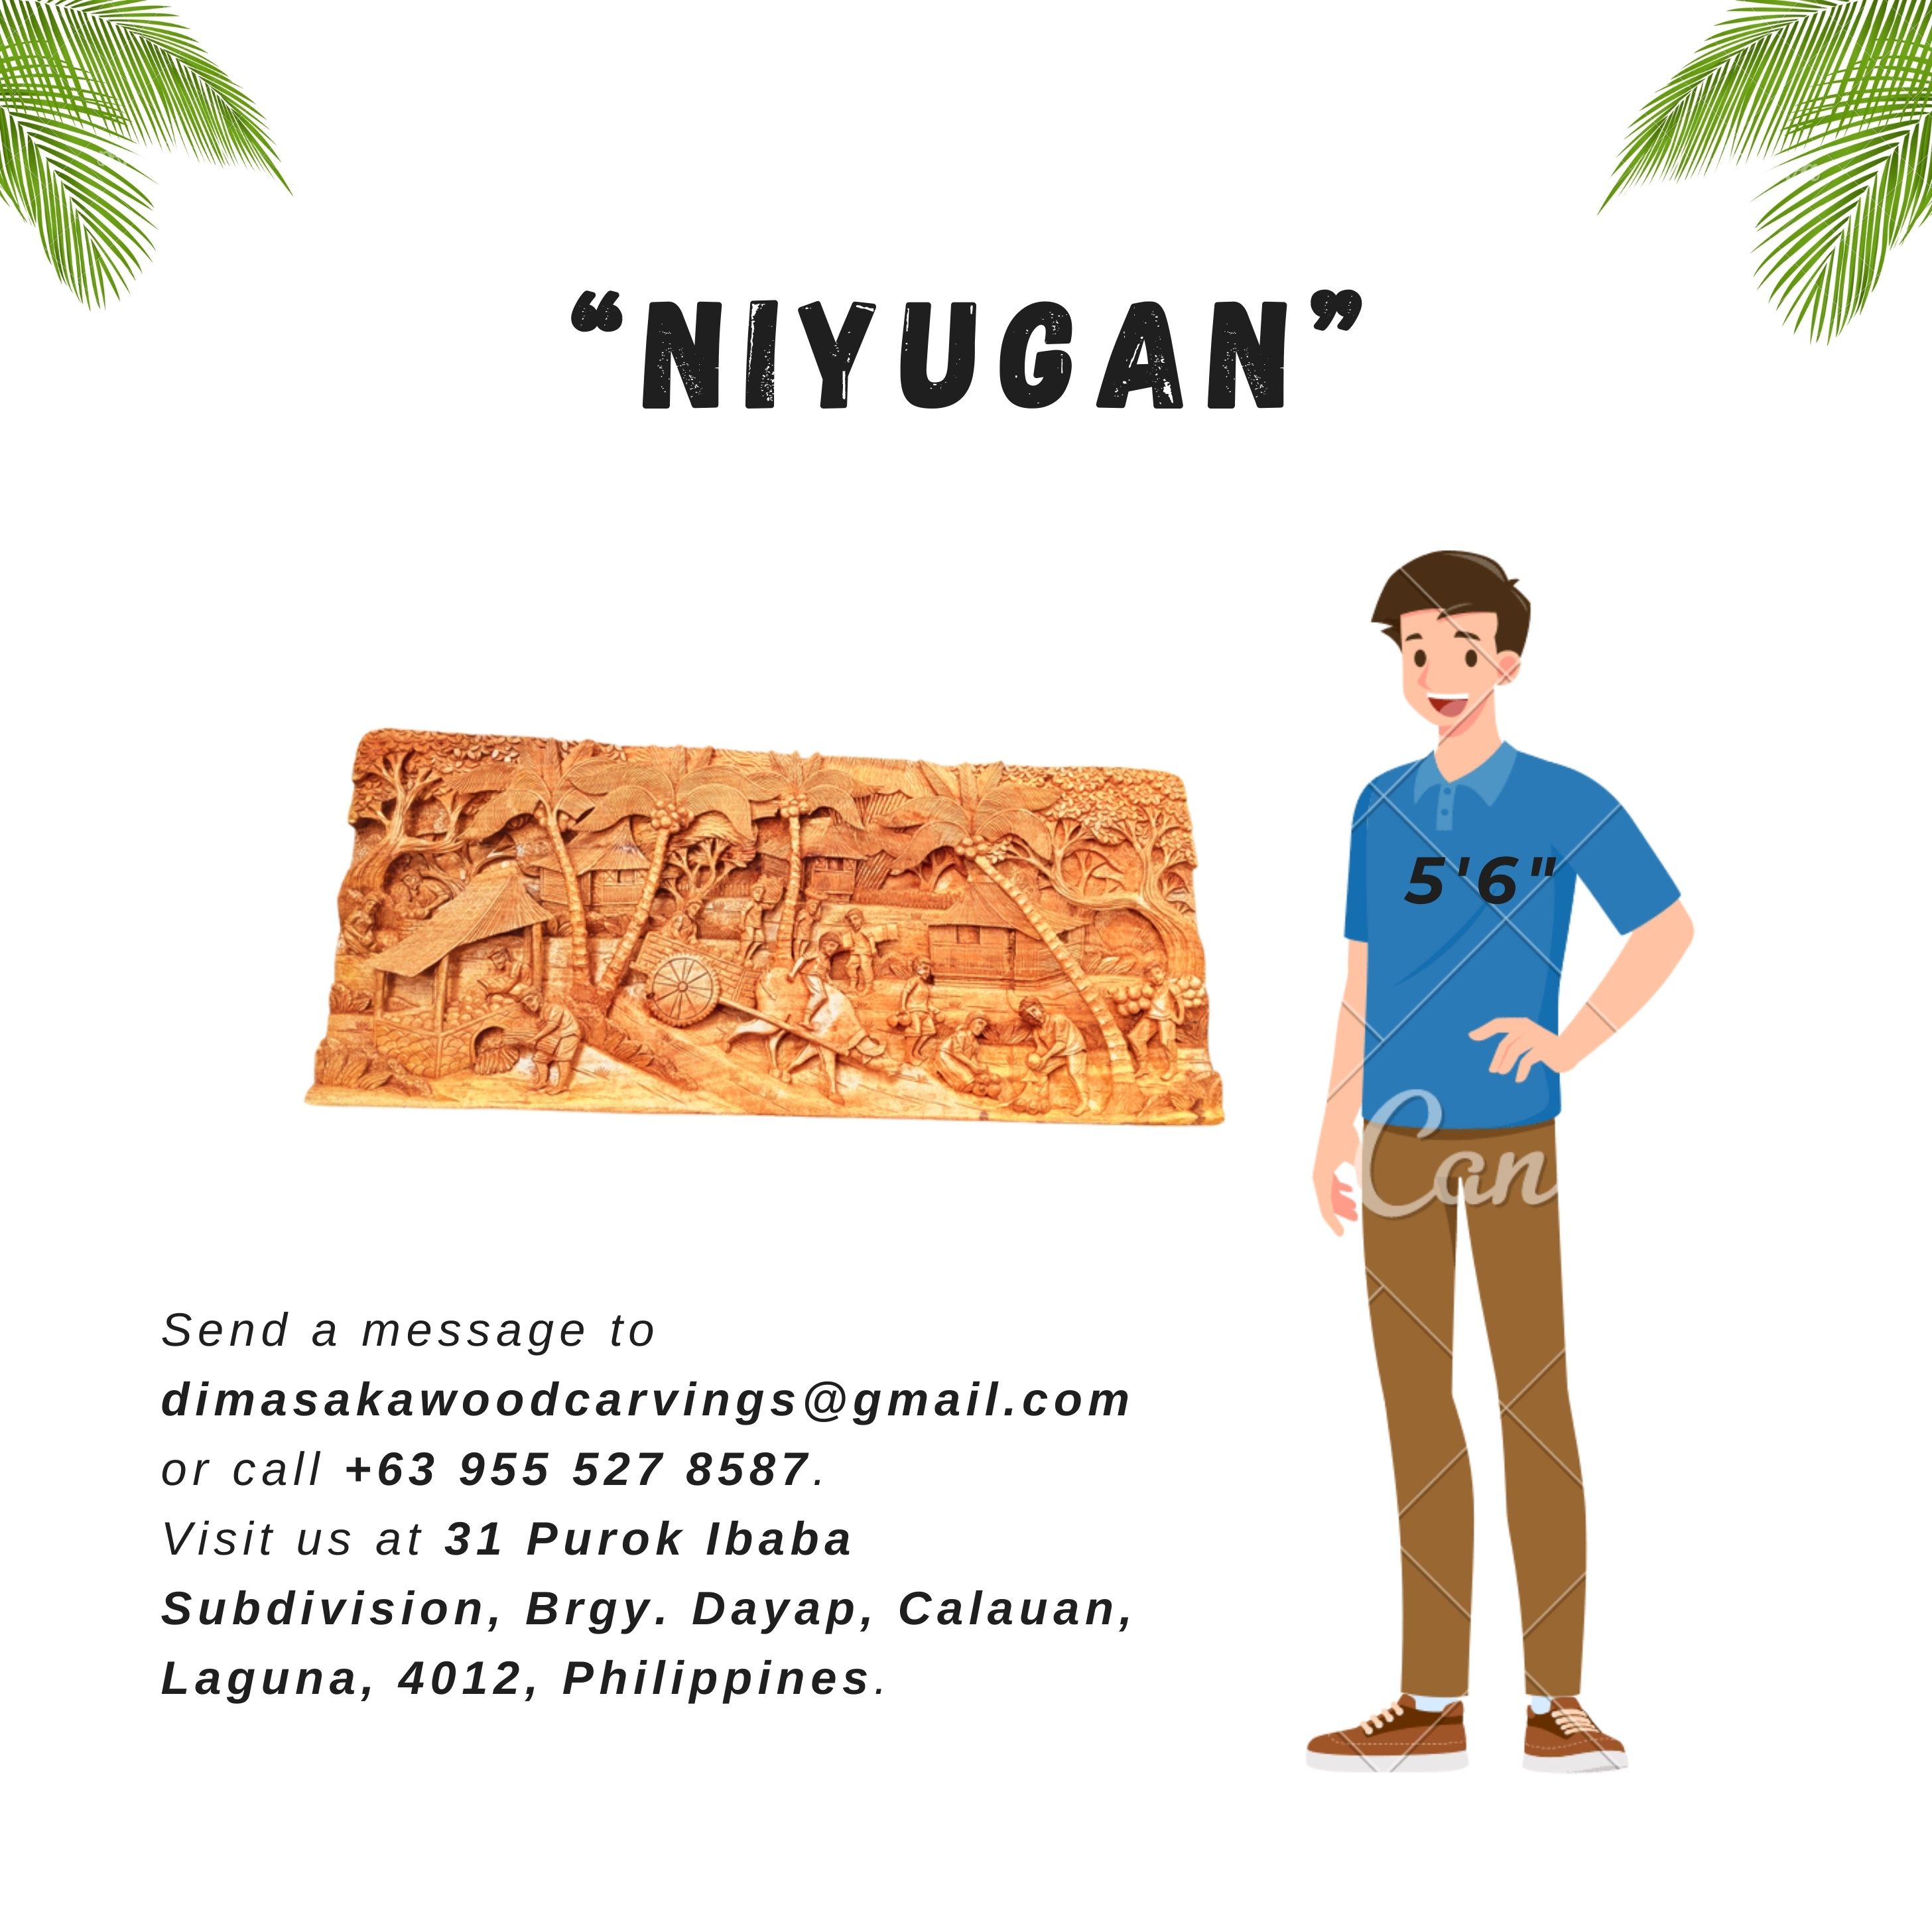 “NIYUGAN”
5'6"
Can
Send a message to
dimasakawoodcarvings@gmail.com
or call +63 955 527 8587.
Visit us at 31 Purok Ibaba
Subdivision, Brgy. Dayap, Calauan,
Laguna, 4012, Philippines.